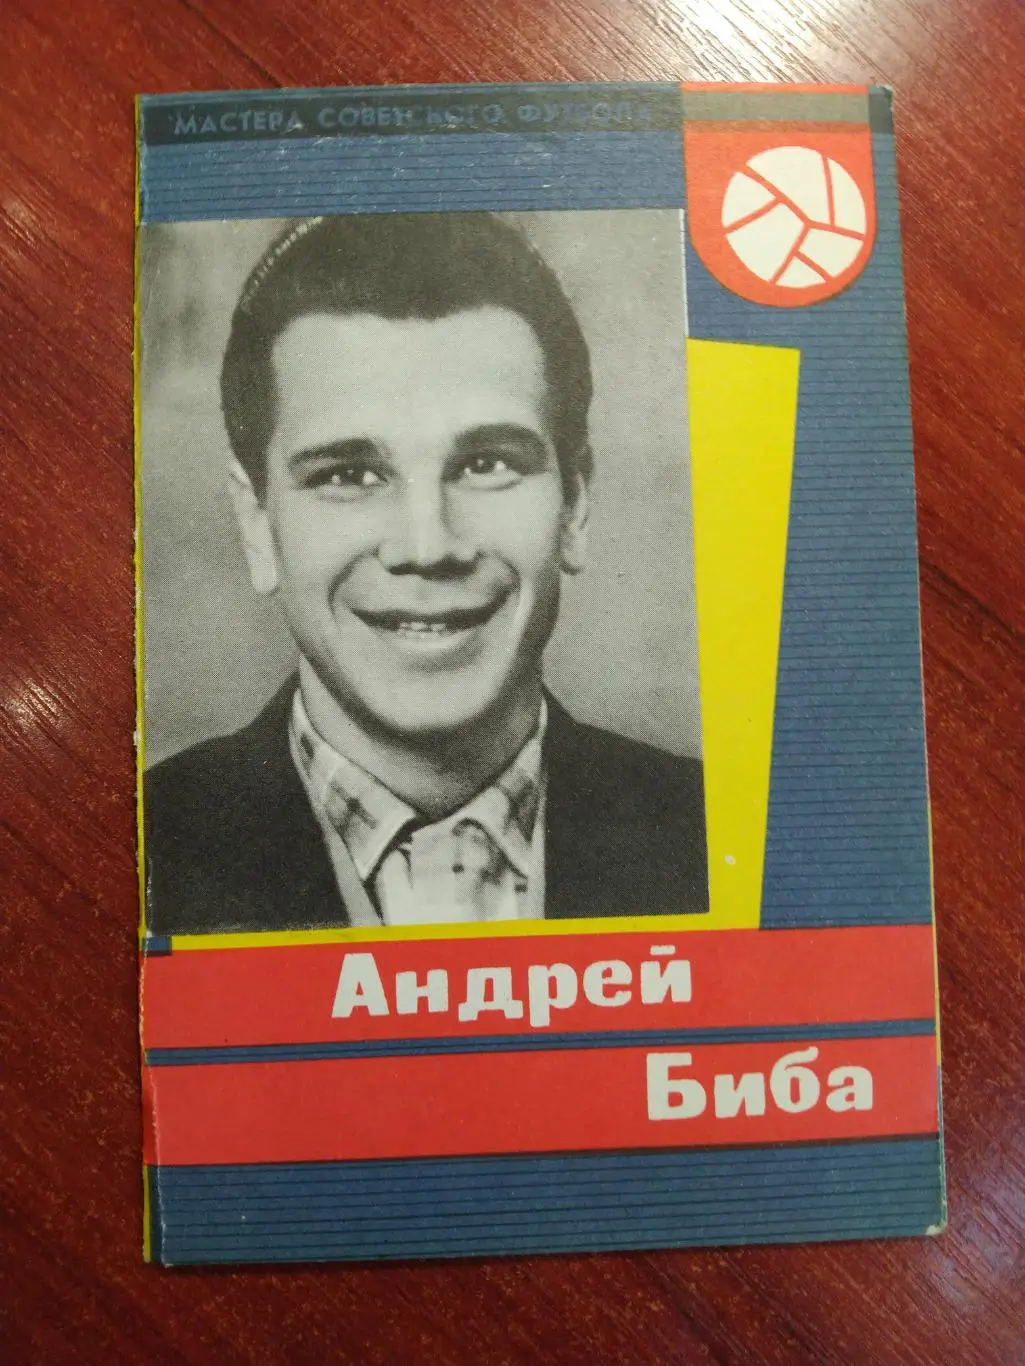 МАСТЕРА СОВЕТСКОГО ФУТБОЛА
Андрей
Биба